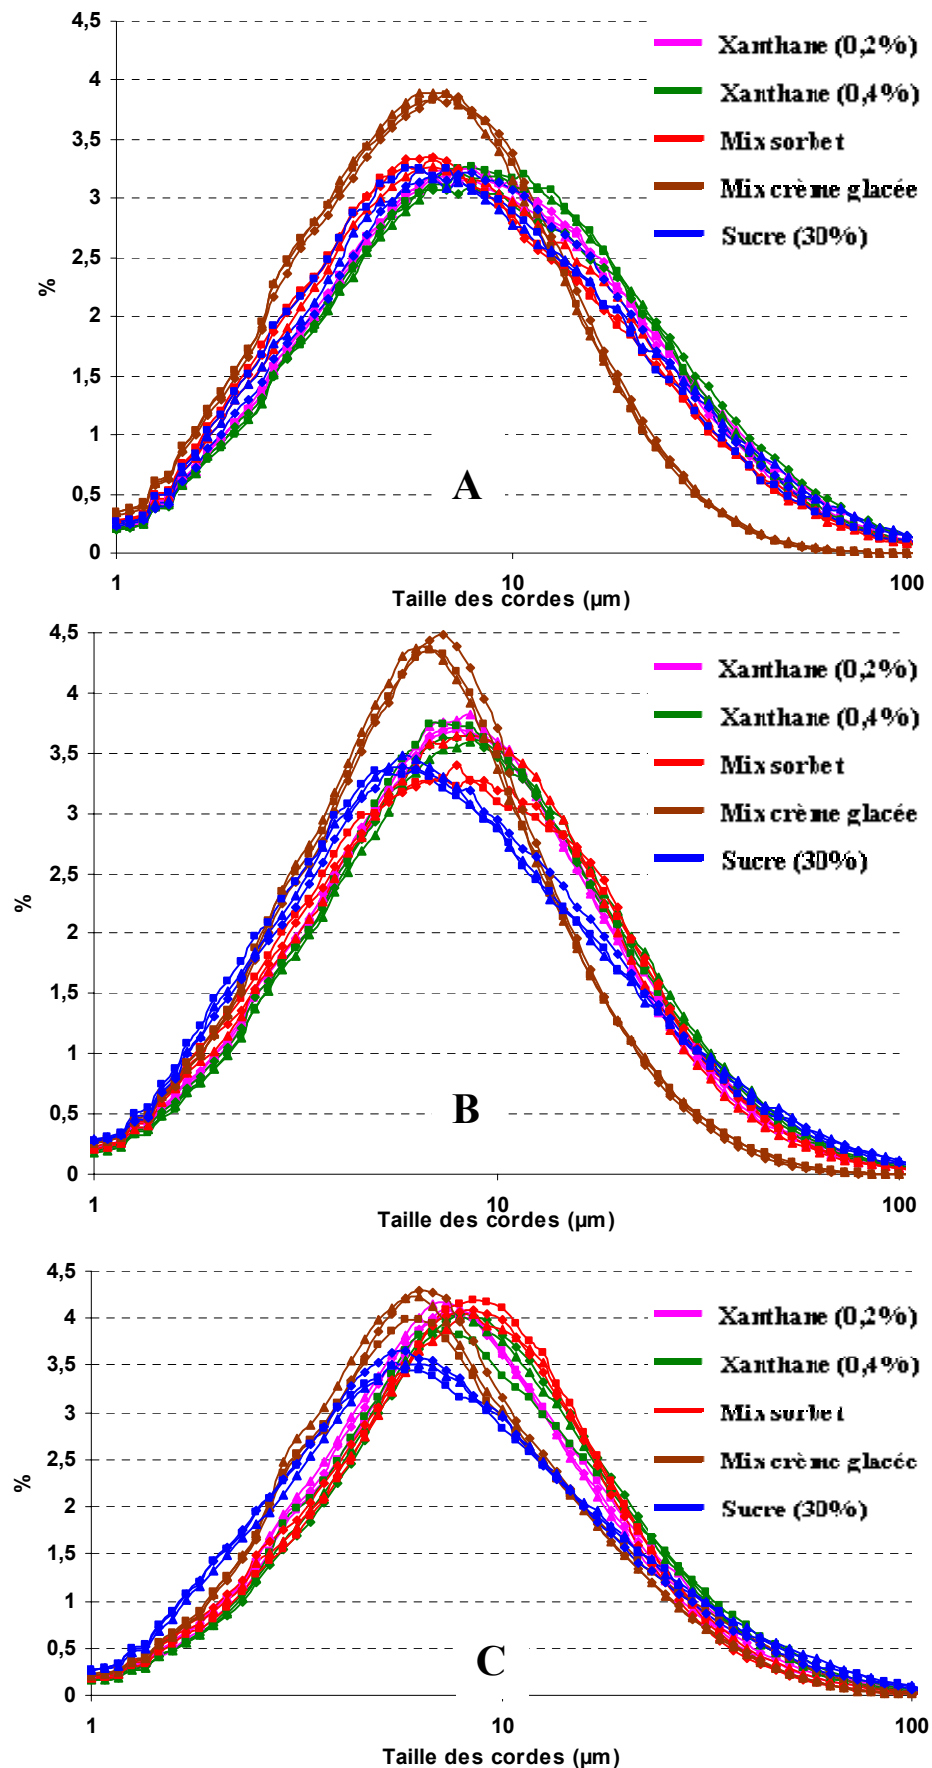 4,5
4
3,5
3
2,5
2
1,5
1
0,5
0
%
Xanthane (0,2%)
Xanthane (0,4%)
Mix sorbet
Mix crème glacée
Sucre (30%)
A
1
10
100
Taille des cordes (µm)
4,5
4
3,5
3
2,5
2
1,5
1
0,5
0
%
Xanthane (0,2%)
Xanthane (0,4%)
Mix sorbet
Mix crème glacée
Sucre (30%)
B
1
10
100
Taille des cordes (µm)
4,5
4
3,5
3
2,5
2
1,5
1
0,5
0
%
Xanthane (0,2%)
Xanthane (0,4%)
Mix sorbet
Mix crème glacée
Sucre (30%)
C
1
10
100
Taille des cordes (µm)